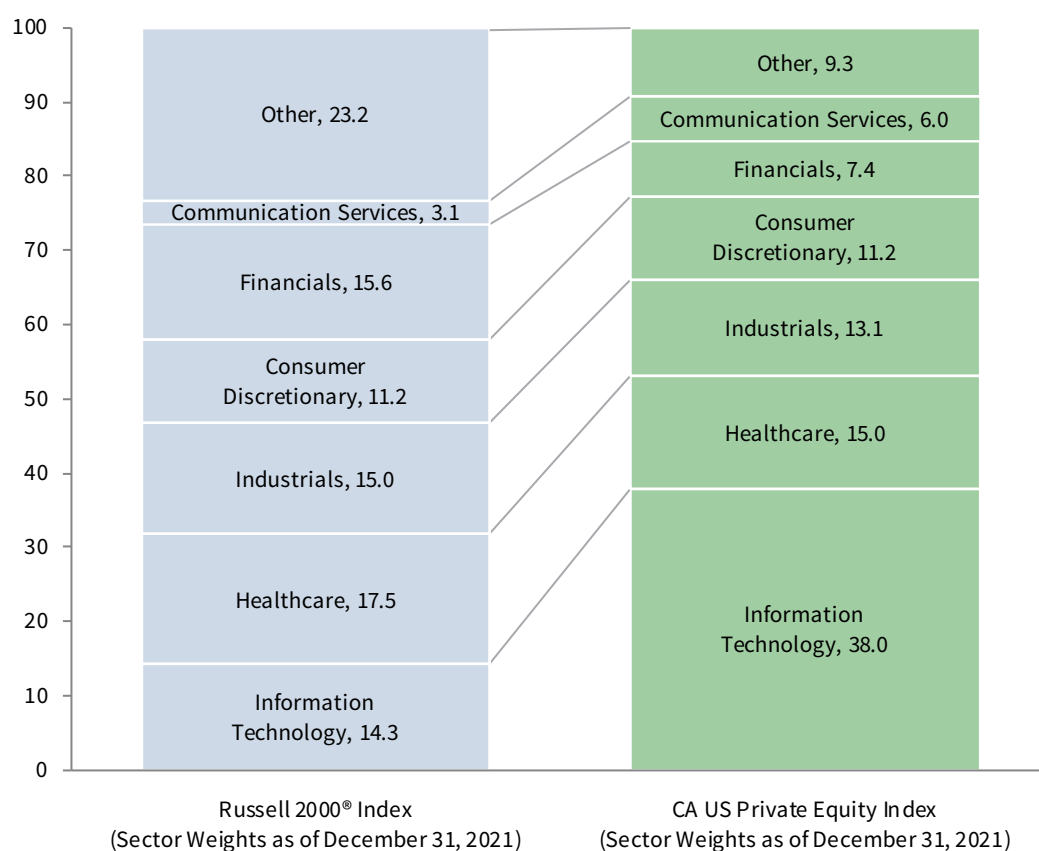 100
90
80
70
60
50
40
30
20
10
0
Other, 23.2
Communication Services, 3.1
Financials, 15.6
Consumer
Discretionary, 11.2
Industrials, 15.0
Healthcare, 17.5
Information
Technology, 14.3
Other, 9.3
Communication Services, 6.0
Financials, 7.4
Consumer
Discretionary, 11.2
Industrials, 13.1
Healthcare, 15.0
Information
Technology, 38.0
Russell 2000® Index
(Sector Weights as of December 31, 2021)
CA US Private Equity Index
(Sector Weights as of December 31, 2021)